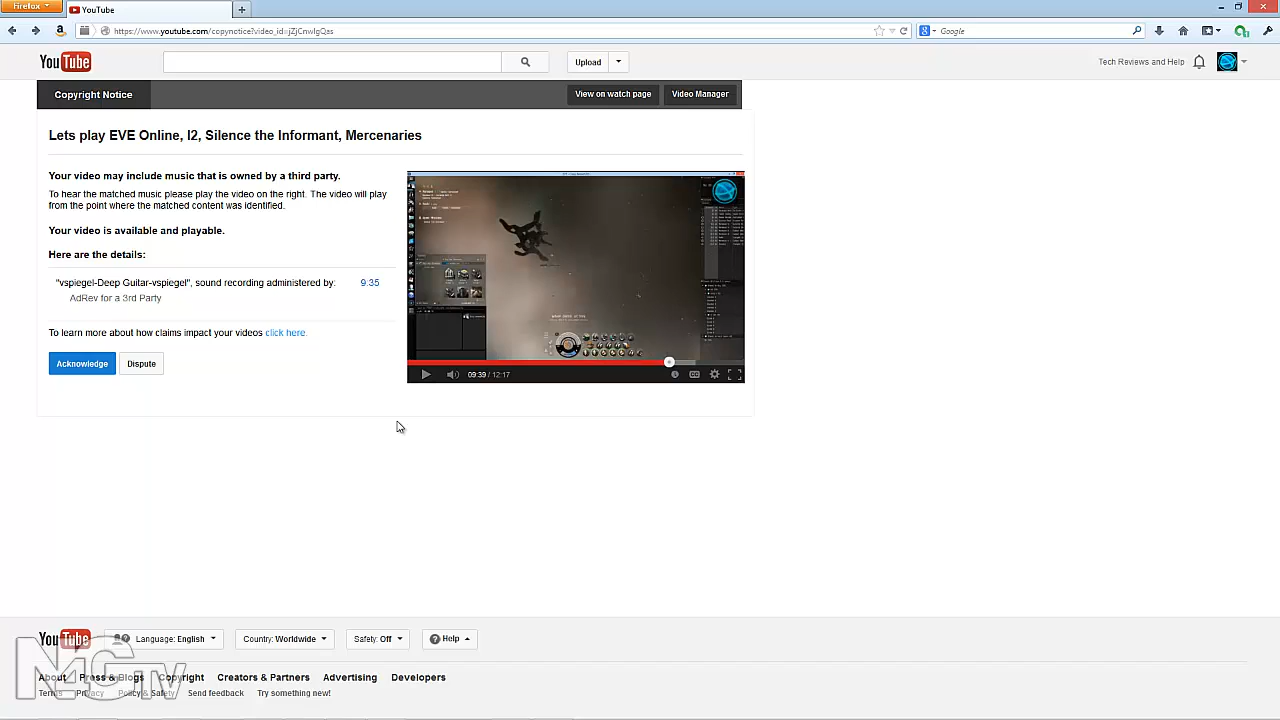 Firefox
YouTube
https://www.youtube.com/copynotice?video_id=jZjCnwlgQas
Google
YouTube
Upload
Tech Reviews and Help
Copyright Notice
View on watch page
Video Manager
Lets play EVE Online, I2, Silence the Informant, Mercenaries
Your video may include music that is owned by a third party.
To hear the matched music please play the video on the right. The video will play
from the point where the matched content was identified.
Your video is available and playable.
Here are the details:
"vspiegel-Deep Guitar-vspiegel", sound recording administered by:
9:35
AdRev for a 3rd Party
To learn more about how claims impact your videos click here.
Acknowledge
Dispute
09:39 / 12:17
YouTube
Language: English
Country: Worldwide
Safety: Off
Help
About
Press & Blogs
Copyright
Creators & Partners
Advertising
Developers
Terms
Privacy
Policy & Safety
Send feedback
Try something new!
N4G TV